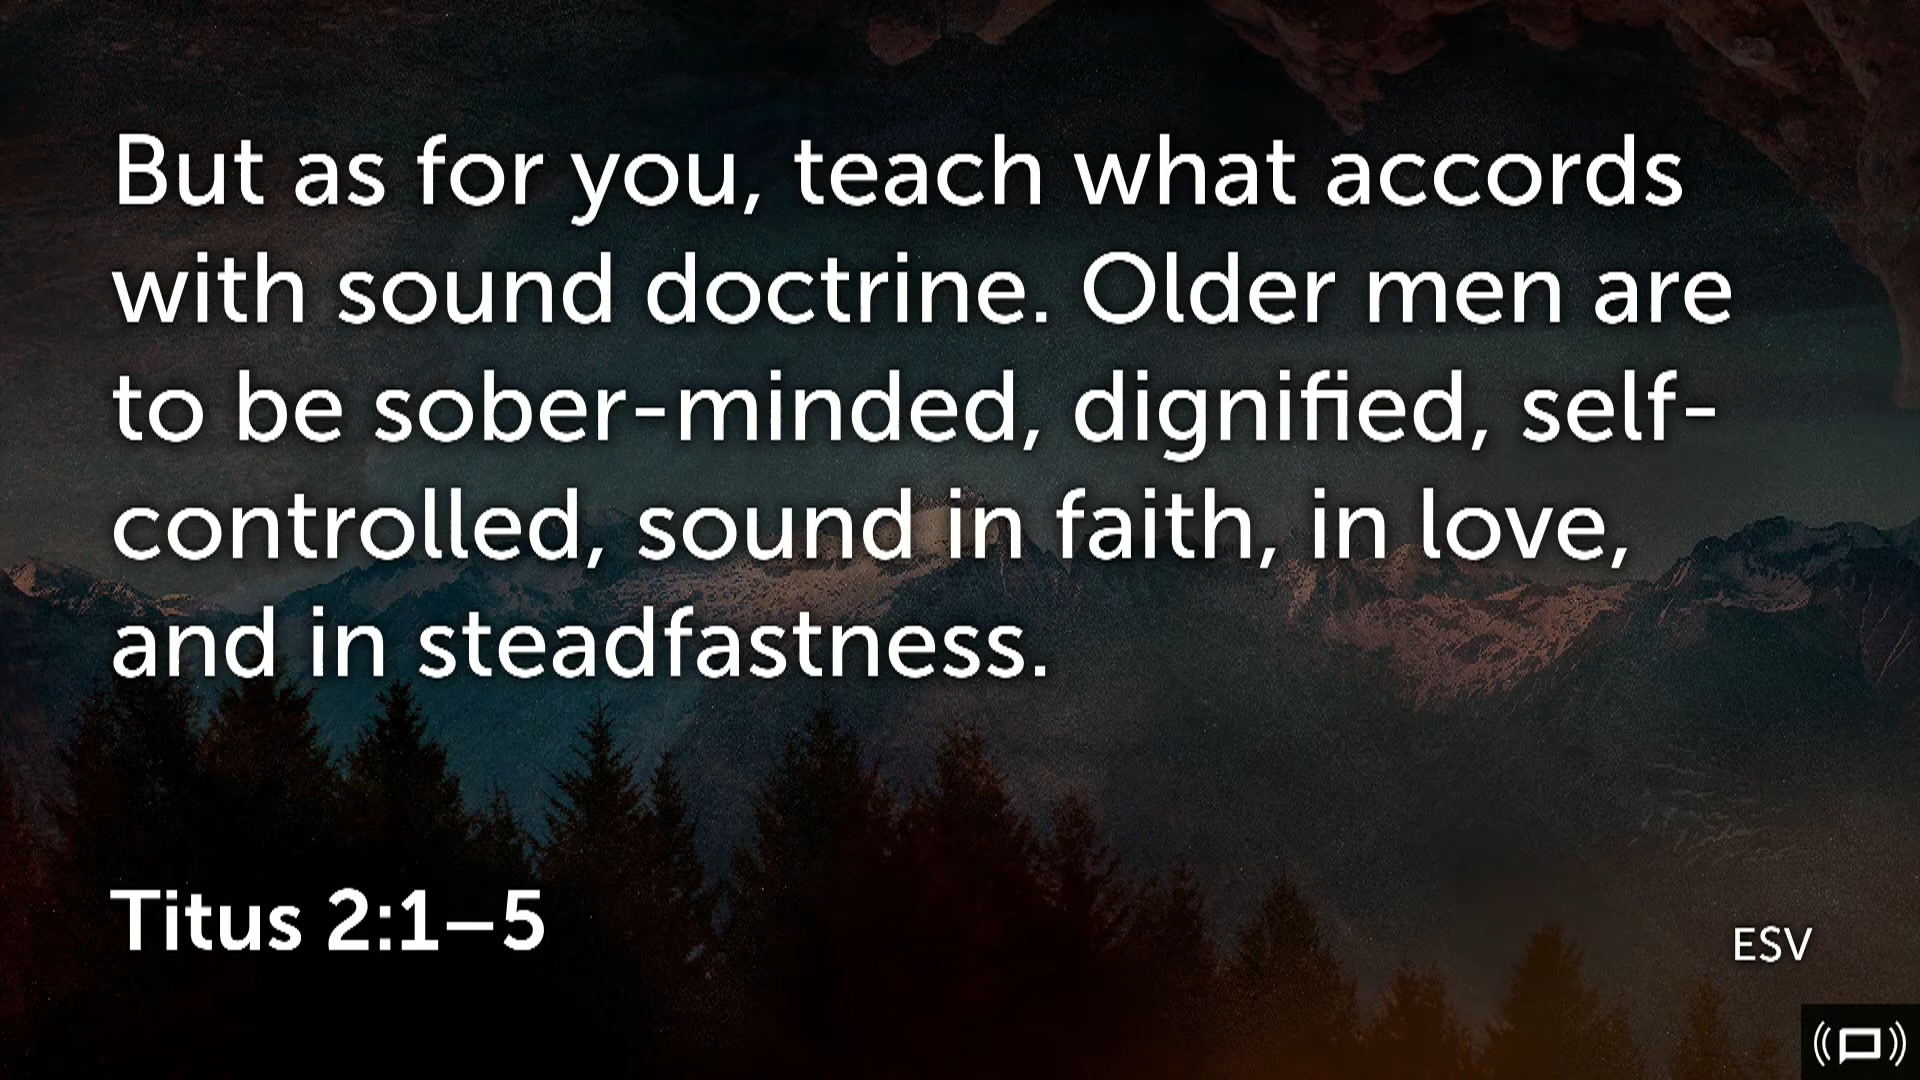 But as for you, teach what accords
with sound doctrine. Older men are
to be sober-minded, dignified, self-
controlled, sound in faith, in love,
and in steadfastness.
Titus 2:1–5
ESV